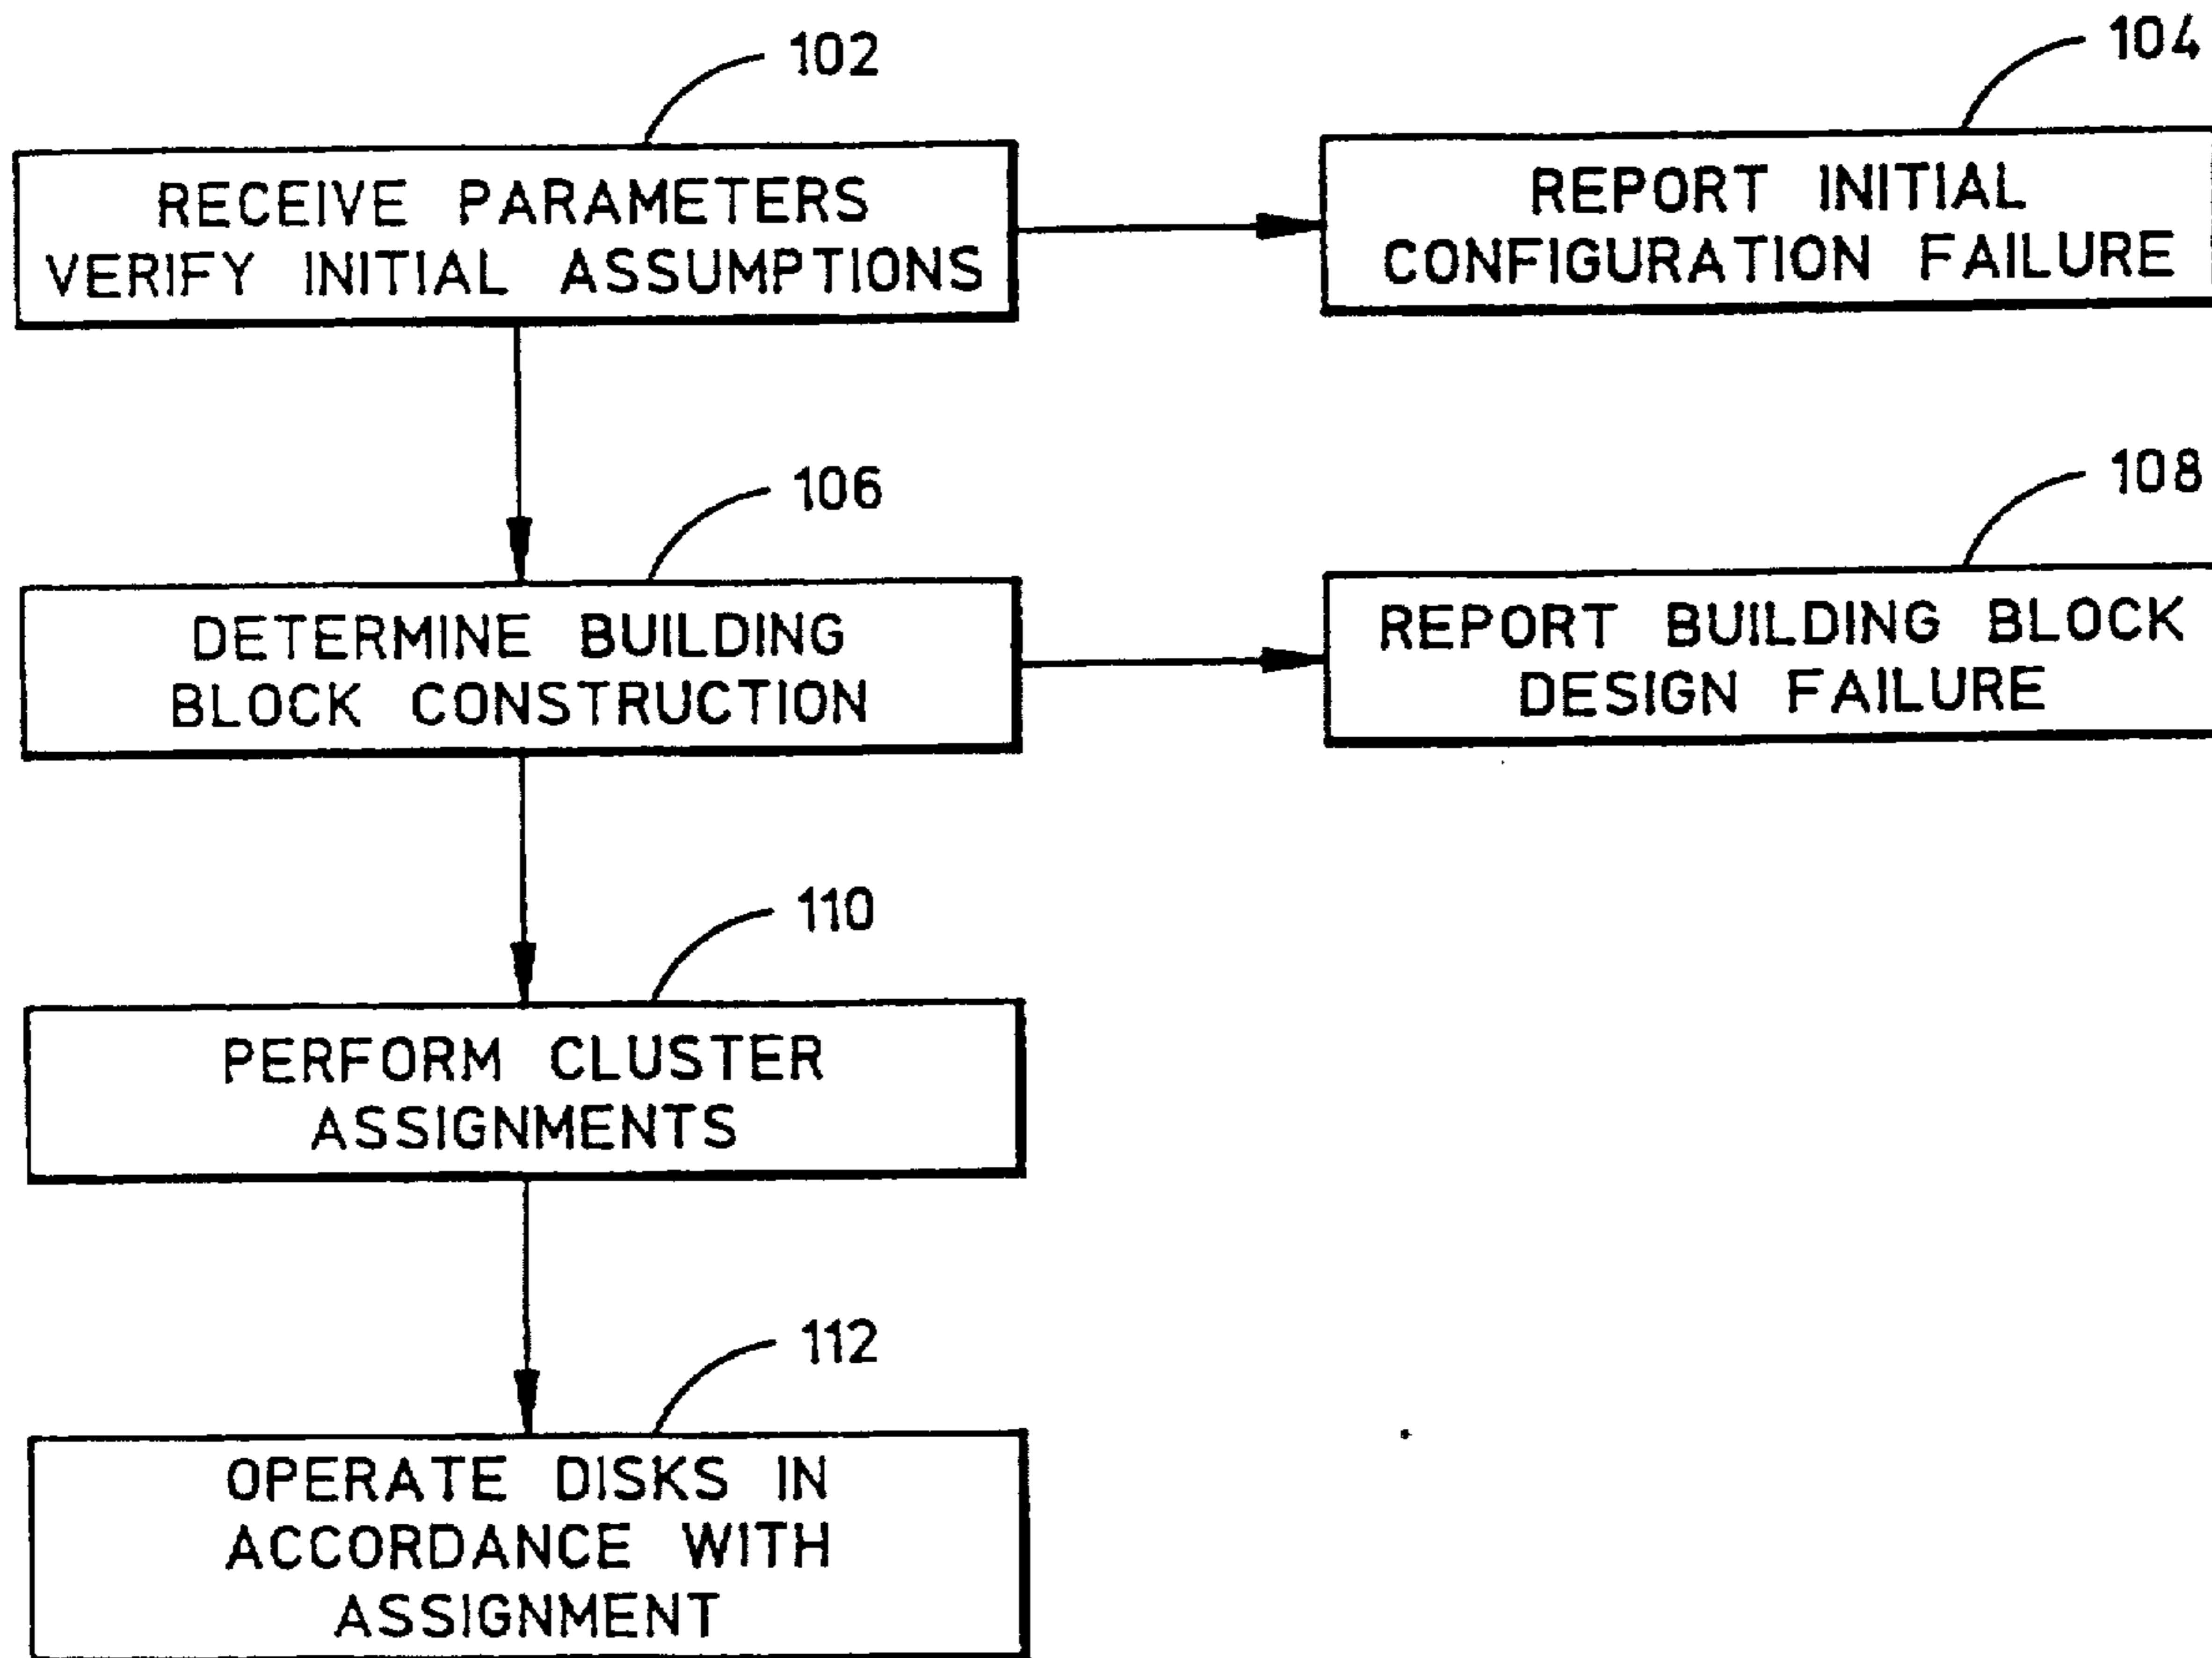 102
RECEIVE PARAMETERS
VERIFY INITIAL ASSUMPTIONS
104
REPORT INITIAL
CONFIGURATION FAILURE
106
DETERMINE BUILDING
BLOCK CONSTRUCTION
108
REPORT BUILDING BLOCK
DESIGN FAILURE
110
PERFORM CLUSTER
ASSIGNMENTS
112
OPERATE DISKS IN
ACCORDANCE WITH
ASSIGNMENT